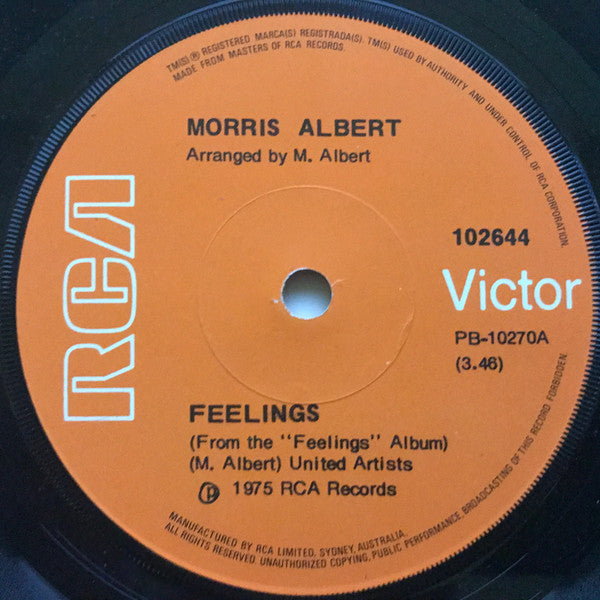 TM(S) ® REGISTERED MARCA(S) REGISTRADA(S). TM(S) USED BY AUTHORITY AND UNDER CONTROL OF RCA CORPORATION.
MADE FROM MASTERS OF RCA RECORDS.
MORRIS ALBERT
Arranged by M. Albert
RCA
102644
Victor
PB-10270A
(3.46)
FEELINGS
(From the "Feelings" Album)
(M. Albert) United Artists
℗ 1975 RCA Records
MANUFACTURED BY RCA LIMITED, SYDNEY, AUSTRALIA.
ALL RIGHTS RESERVED. UNAUTHORIZED COPYING, PUBLIC PERFORMANCE, BROADCASTING OF THIS RECORD FORBIDDEN.